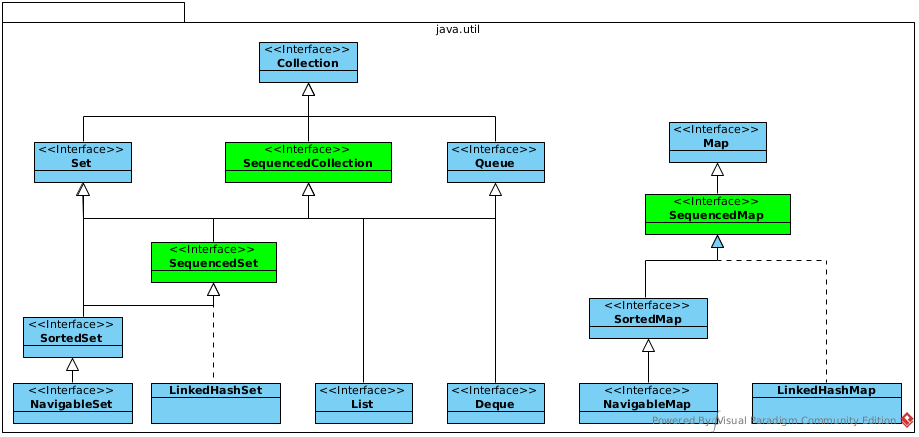 java.util
<<Interface>>
Collection
<<Interface>>
Set
<<Interface>>
SequencedCollection
<<Interface>>
Queue
<<Interface>>
Map
<<Interface>>
SequencedMap
<<Interface>>
SequencedSet
<<Interface>>
SortedSet
<<Interface>>
SortedMap
<<Interface>>
NavigableSet
LinkedHashSet
<<Interface>>
List
<<Interface>>
Deque
<<Interface>>
NavigableMap
LinkedHashMap
Powered By Visual Paradigm Community Edition